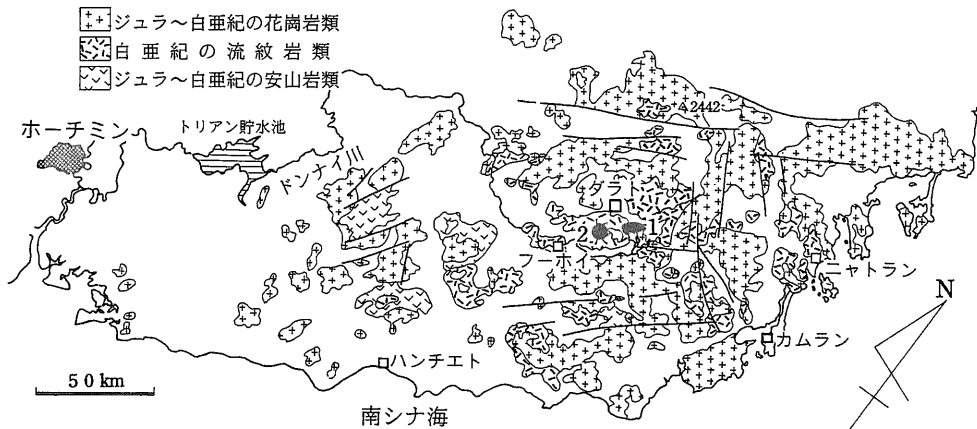 ジュラ～白亜紀の花崗岩類
白亜紀の流紋岩類
ジュラ～白亜紀の安山岩類
2442
ホーチミン
トリアン貯水池
ドンナイ川
ダラト
2
1
フーホイ
ニャトラン
N
カムラン
ハンチエト
50km
南シナ海